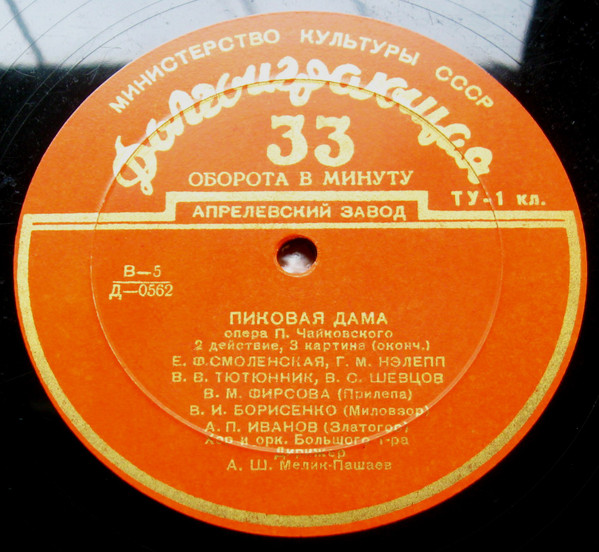 МИНИСТЕРСТВО КУЛЬТУРЫ СССР
Долгоиграющая
33
ОБОРОТА В МИНУТУ
ТУ-1 кл.
АПРЕЛЕВСКИЙ ЗАВОД
В—5
Д—0562
ПИКОВАЯ ДАМА
опера П. Чайковского
2 действие, 3 картина (оконч.)
Е. Ф. СМОЛЕНСКАЯ, Г. М. НЭЛЕПП
В. В. ТЮТЮННИК, В. С. ШЕВЦОВ
В. М. ФИРСОВА (Прилепа)
В. И. БОРИСЕНКО (Миловзор)
А. П. ИВАНОВ (Златогор)
Хор и орк. Большого т-ра
Дирижер
А. Ш. Мелик-Пашаев